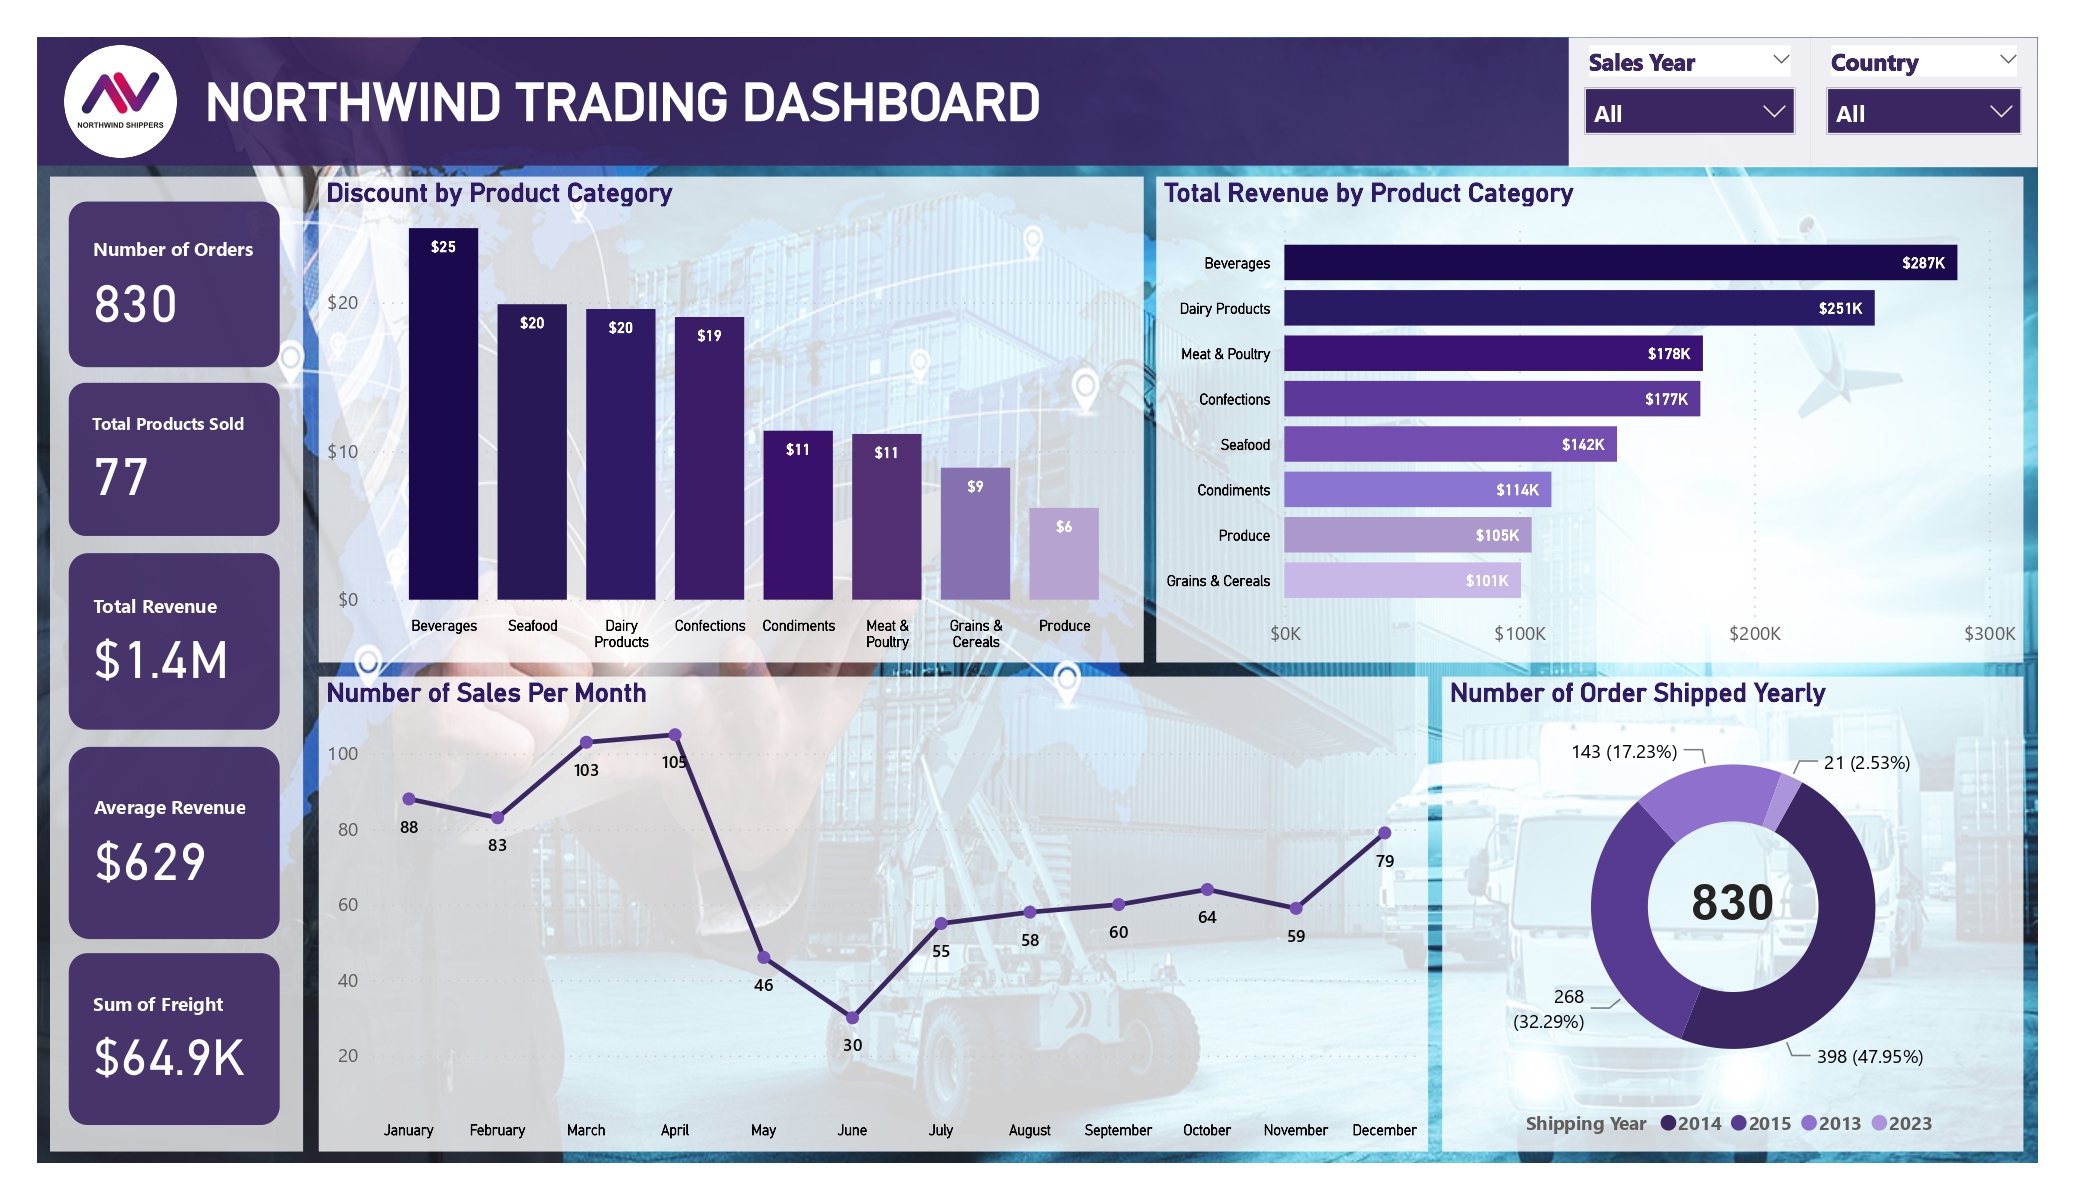 NORTHWIND SHIPPERS
NORTHWIND TRADING DASHBOARD
Sales Year
All
Country
All
Number of Orders
830
Total Products Sold
77
Total Revenue
$1.4M
Average Revenue
$629
Sum of Freight
$64.9K
Discount by Product Category
$20
$10
$0
$25
$20
$20
$19
$11
$11
$9
$6
Beverages
Seafood
Dairy
Products
Confections
Condiments
Meat &
Poultry
Grains &
Cereals
Produce
Total Revenue by Product Category
Beverages $287K
Dairy Products $251K
Meat & Poultry $178K
Confections $177K
Seafood $142K
Condiments $114K
Produce $105K
Grains & Cereals $101K
$0K $100K $200K $300K
Number of Sales Per Month
100
80
60
40
20
88
83
103
105
46
30
55
58
60
64
59
79
January February March April May June July August September October November December
Number of Order Shipped Yearly
143 (17.23%)
21 (2.53%)
830
268
(32.29%)
398 (47.95%)
Shipping Year 2014 2015 2013 2023